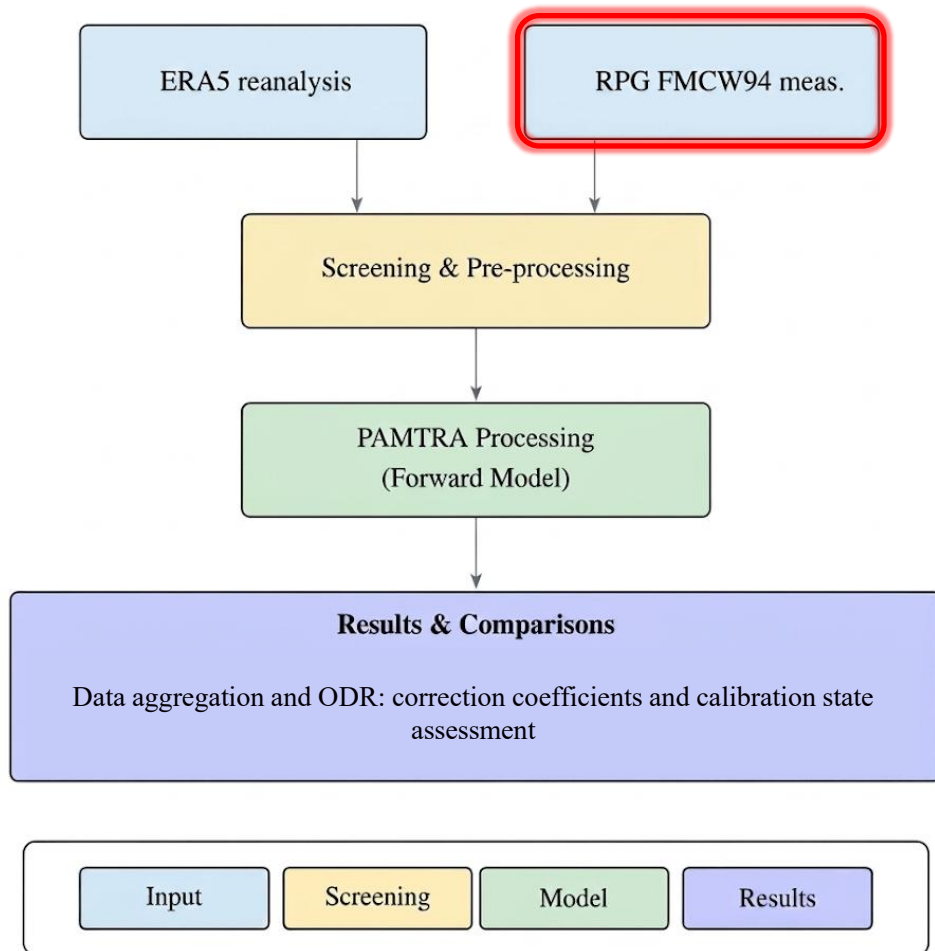 ERA5 reanalysis
RPG FMCW94 meas.
Screening & Pre-processing
PAMTRA Processing
(Forward Model)
Results & Comparisons
Data aggregation and ODR: correction coefficients and calibration state
assessment
Input
Screening
Model
Results